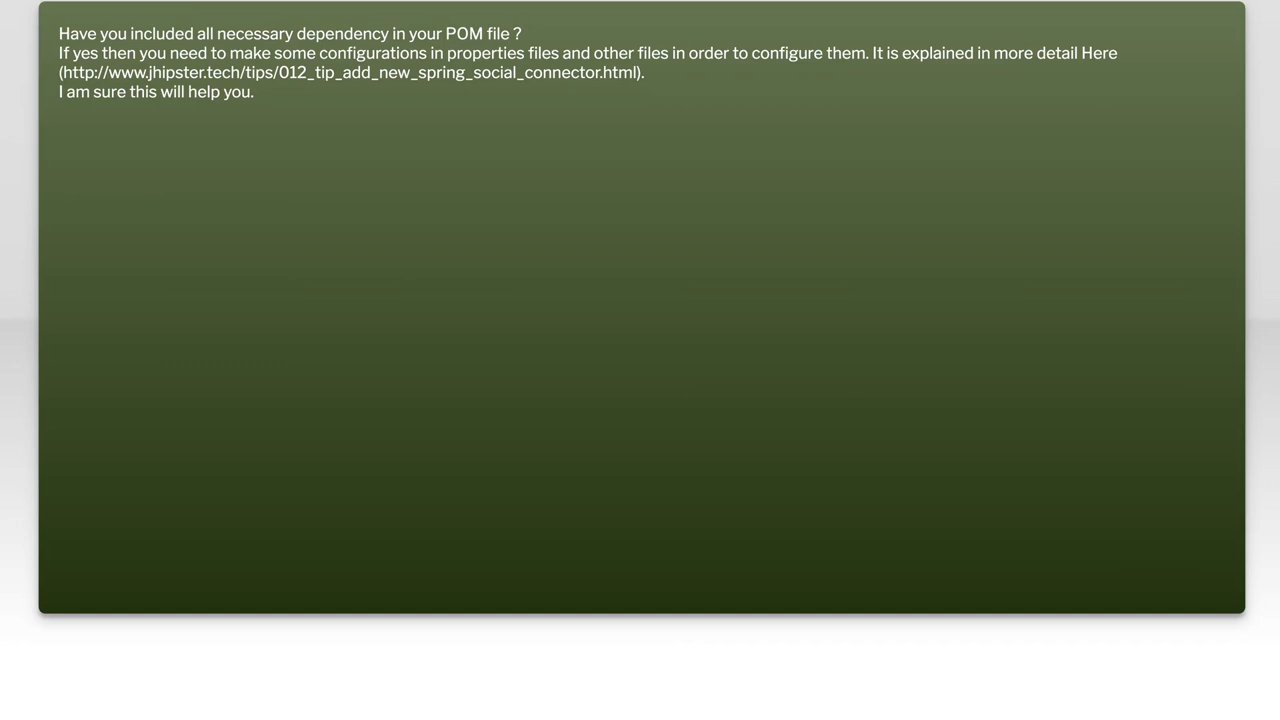 Have you included all necessary dependency in your POM file ?
If yes then you need to make some configurations in properties files and other files in order to configure them. It is explained in more detail Here
(http://www.jhipster.tech/tips/012_tip_add_new_spring_social_connector.html).
I am sure this will help you.